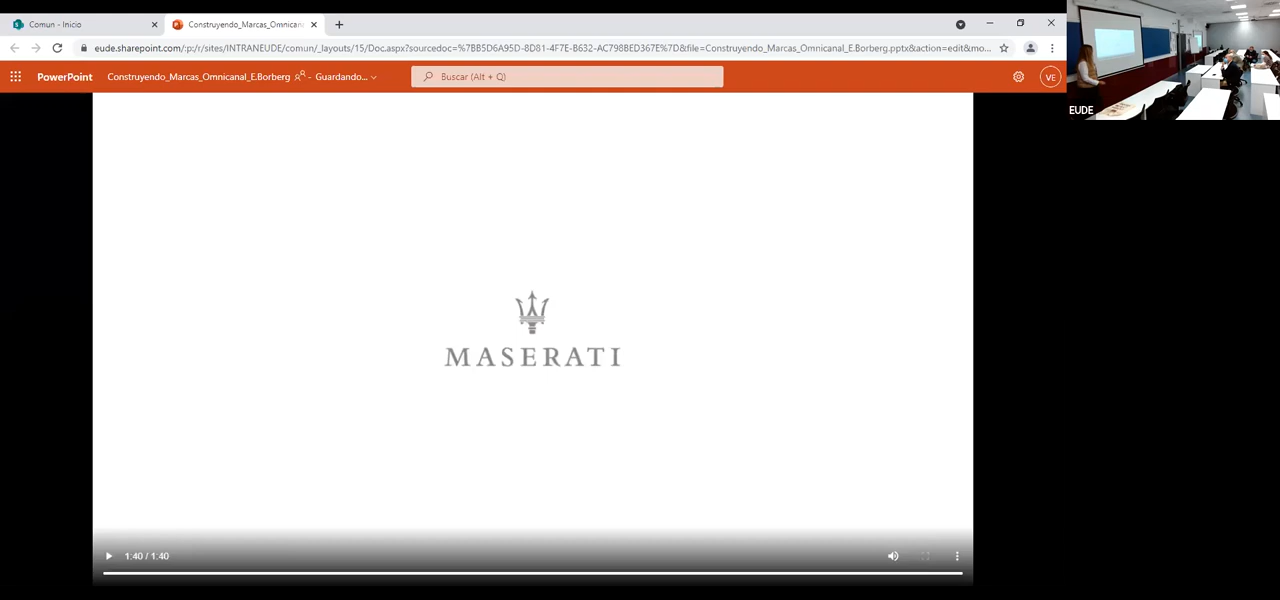 Comun - Inicio
Construyendo_Marcas_Omnicana
eude.sharepoint.com/:p:/r/sites/INTRANEUDE/comun/_layouts/15/Doc.aspx?sourcedoc=%7BB5D6A95D-8D81-4F7E-B632-AC798BED367E%7D&file=Construyendo_Marcas_Omnicanal_E.Borberg.pptx&action=edit&mo...
PowerPoint
Construyendo_Marcas_Omnicanal_E.Borberg
- Guardando...
Buscar (Alt + Q)
VE
EUDE
MASERATI
1:40 / 1:40